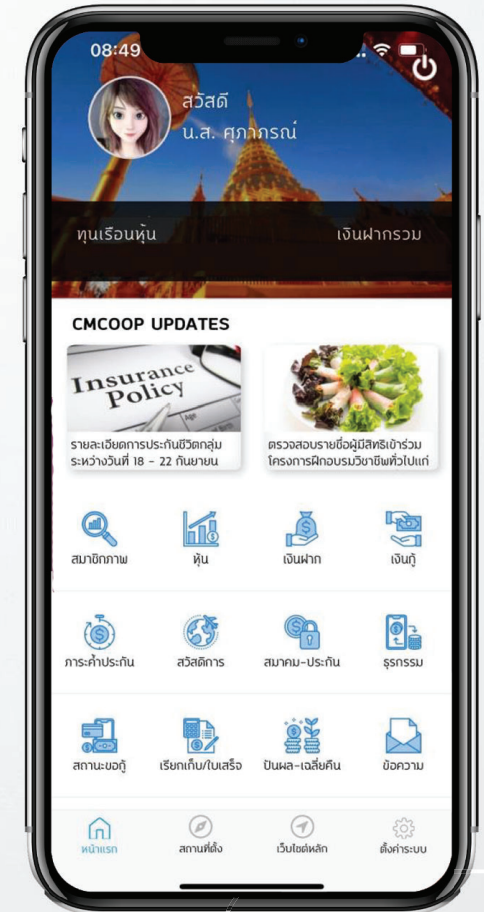 08:49
สวัสดี
น.ส. ศุภาภรณ์
ทุนเรือนหุ้น
เงินฝากรวม
CMCOOP UPDATES
Insurance
Policy
Age
รายละเอียดการประกันชีวิตกลุ่ม
ระหว่างวันที่ 18 - 22 กันยายน
ตรวจสอบรายชื่อผู้มีสิทธิเข้าร่วม
โครงการฝึกอบรมวิชาชีพทั่วไปแก่
สมาชิกภาพ
หุ้น
เงินฝาก
เงินกู้
ภาระค้ำประกัน
สวัสดิการ
สมาคม-ประกัน
ธุรกรรม
สถานะขอกู้
เรียกเก็บ/ใบเสร็จ
ปันผล-เฉลี่ยคืน
ข้อความ
หน้าแรก
สถานที่ตั้ง
เว็บไซต์หลัก
ตั้งค่าระบบ